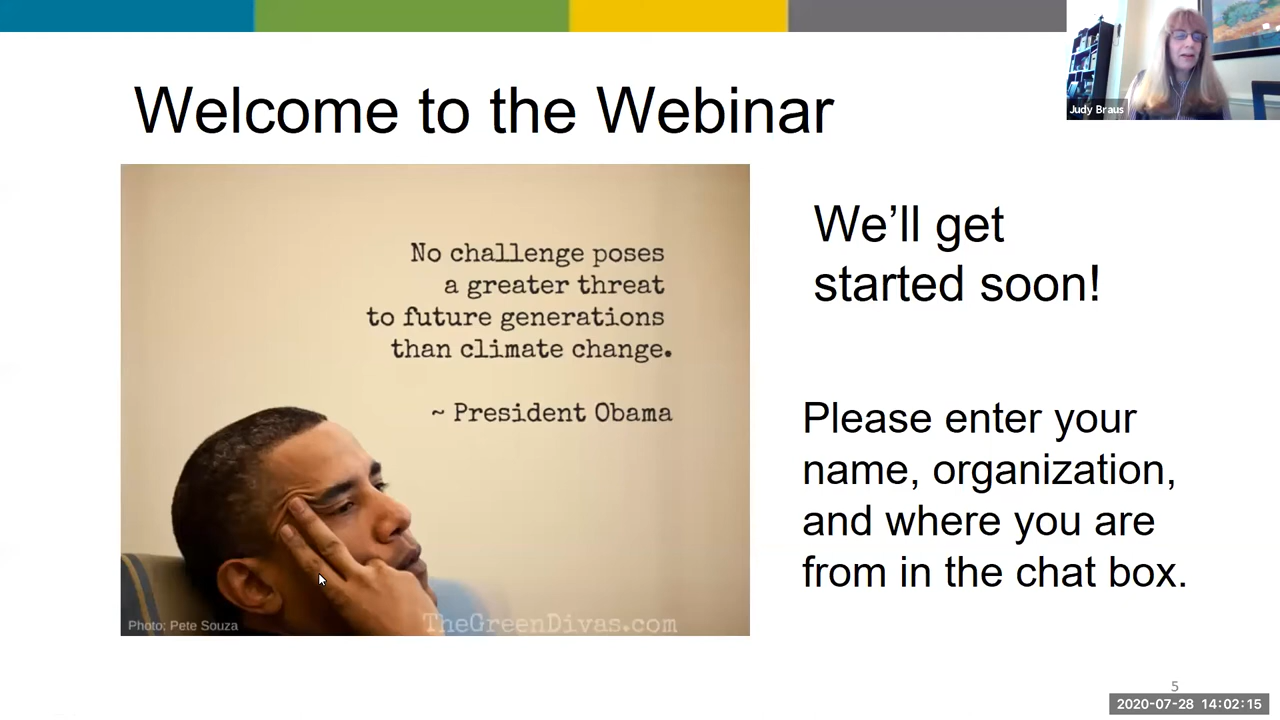 Welcome to the Webinar
Judy Braus
No challenge poses
a greater threat
to future generations
than climate change.
~ President Obama
Photo; Pete Souza
TheGreenDivas.com
We'll get
started soon!
Please enter your
name, organization,
and where you are
from in the chat box.
5
2020-07-28 14:02:15